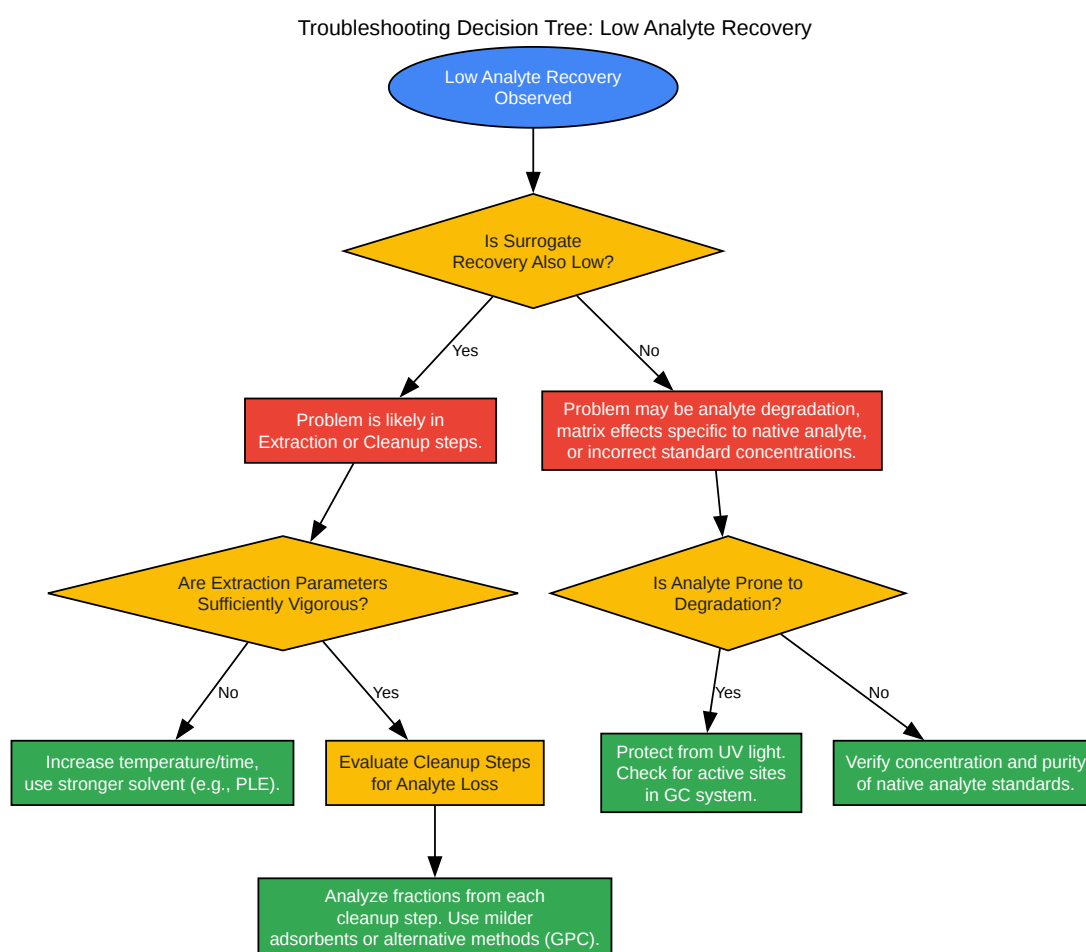 Troubleshooting Decision Tree: Low Analyte Recovery
Low Analyte Recovery
Observed
Is Surrogate
Recovery Also Low?
Yes
No
Problem is likely in
Extraction or Cleanup steps.
Problem may be analyte degradation,
matrix effects specific to native analyte,
or incorrect standard concentrations.
Are Extraction Parameters
Sufficiently Vigorous?
Is Analyte Prone to
Degradation?
No
Yes
Yes
No
Increase temperature/time,
use stronger solvent (e.g., PLE).
Evaluate Cleanup Steps
for Analyte Loss
Protect from UV light.
Check for active sites
in GC system.
Verify concentration and purity
of native analyte standards.
Analyze fractions from each
cleanup step. Use milder
adsorbents or alternative methods (GPC).